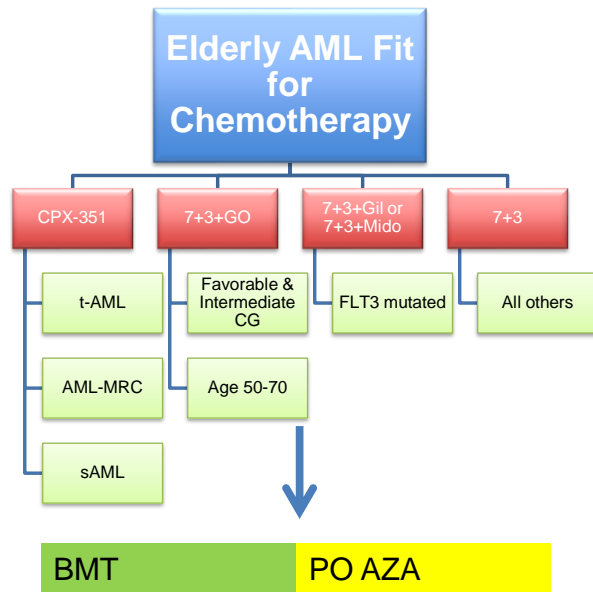 Elderly AML Fit
for
Chemotherapy
CPX-351
7+3+GO
7+3+Gil or
7+3+Mido
7+3
t-AML
Favorable &
Intermediate
CG
FLT3 mutated
All others
AML-MRC
Age 50-70
sAML
BMT
PO AZA